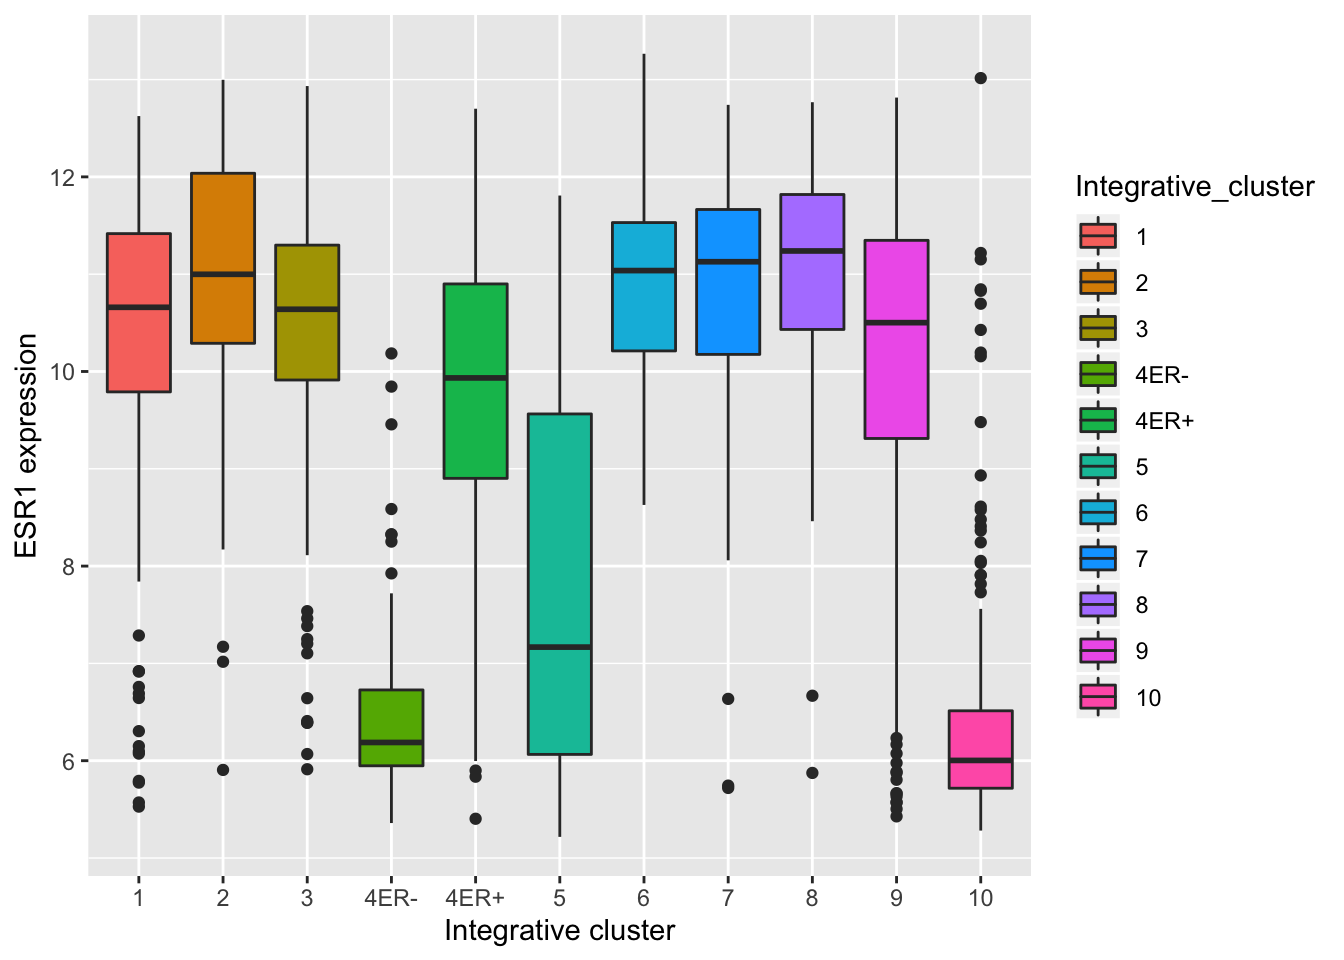 ESR1 expression
12
10
8
6
1 2 3 4ER- 4ER+ 5 6 7 8 9 10
Integrative cluster
Integrative_cluster
1
2
3
4ER-
4ER+
5
6
7
8
9
10